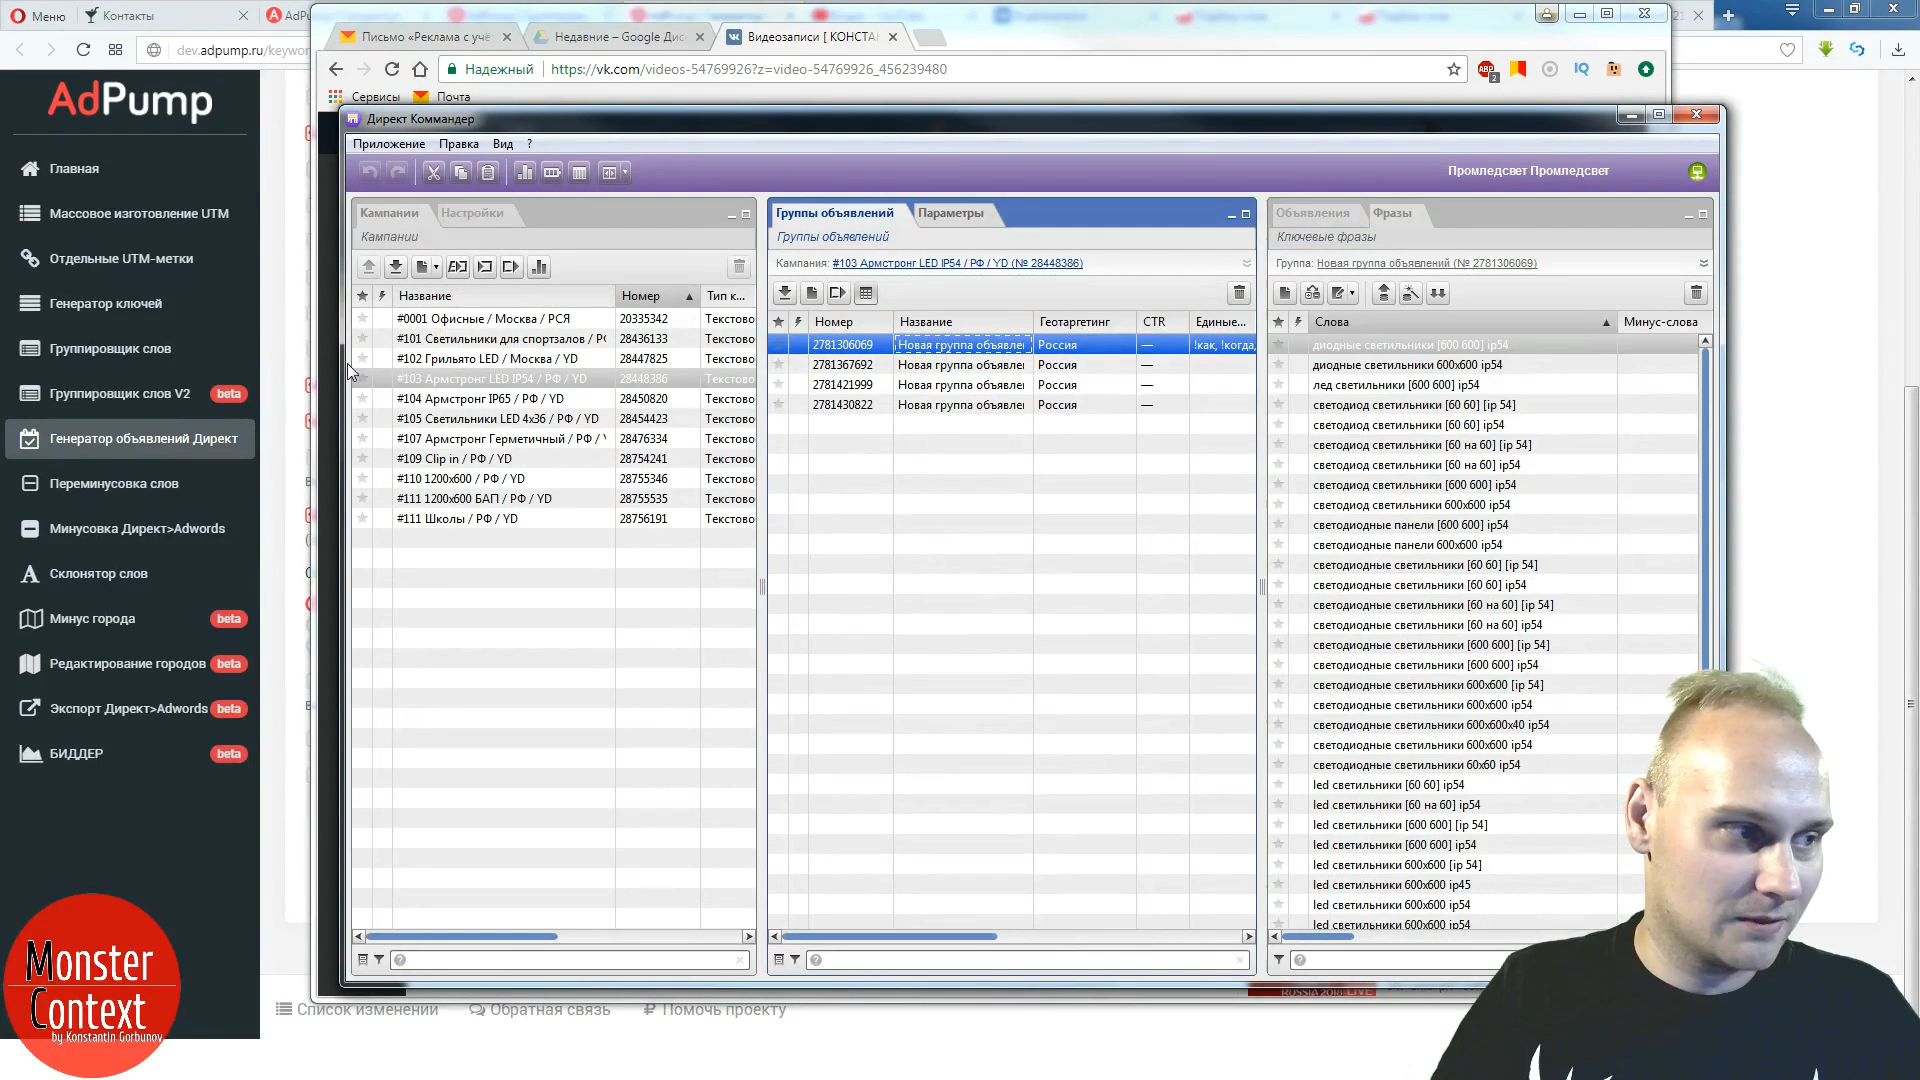 Меню
Контакты
Письмо «Реклама с учё
Недавние – Google Дис
Видеозаписи [ КОНСТА
dev.adpump.ru/keywor
Надежный
https://vk.com/videos-54769926?z=video-54769926_456239480
Сервисы
Почта
AdPump
Главная
Массовое изготовление UTM
Отдельные UTM-метки
Генератор ключей
Группировщик слов
Группировщик слов V2 beta
Генератор объявлений Директ
Переминусовка слов
Минусовка Директ>Adwords
Склонятор слов
Минус города beta
Редактирование городов beta
Экспорт Директ>Adwords beta
БИДДЕР beta
Monster
Context
by Konstantin Gorbunov
Директ Коммандер
Приложение Правка Вид ?
Промледсвет Промледсвет
Кампании Настройки
Кампании
Название Номер Тип к...
#0001 Офисные / Москва / РСЯ 20335342 Текстово
#101 Светильники для спортзалов / РФ 28436133 Текстово
#102 Грильято LED / Москва / YD 28447825 Текстово
#103 Армстронг LED IP54 / РФ / YD 28448386 Текстово
#104 Армстронг IP65 / РФ / YD 28450820 Текстово
#105 Светильники LED 4x36 / РФ / YD 28454423 Текстово
#107 Армстронг Герметичный / РФ / 28476334 Текстово
#109 Clip in / РФ / YD 28754241 Текстово
#110 1200x600 / РФ / YD 28755346 Текстово
#111 1200x600 БАП / РФ / YD 28755535 Текстово
#111 Школы / РФ / YD 28756191 Текстово
Группы объявлений Параметры
Группы объявлений
Кампания: #103 Армстронг LED IP54 / РФ / YD (№ 28448386)
Номер Название Геотаргетинг CTR Единые...
2781306069 Новая группа объявлен Россия — !как, !когда,
2781367692 Новая группа объявлен Россия —
2781421999 Новая группа объявлен Россия —
2781430822 Новая группа объявлен Россия —
Объявления Фразы
Ключевые фразы
Группа: Новая группа объявлений (№ 2781306069)
Слова Минус-слова
диодные светильники [600 600] ip54
диодные светильники 600x600 ip54
лед светильники [600 600] ip54
светодиод светильники [60 60] [ip 54]
светодиод светильники [60 60] ip54
светодиод светильники [60 на 60] [ip 54]
светодиод светильники [60 на 60] ip54
светодиод светильники [600 600] ip54
светодиод светильники 600x600 ip54
светодиодные панели [600 600] ip54
светодиодные панели 600x600 ip54
светодиодные светильники [60 60] [ip 54]
светодиодные светильники [60 60] ip54
светодиодные светильники [60 на 60] [ip 54]
светодиодные светильники [60 на 60] ip54
светодиодные светильники [600 600] [ip 54]
светодиодные светильники [600 600] ip54
светодиодные светильники 600x600 [ip 54]
светодиодные светильники 600x600 ip54
светодиодные светильники 600x600x40 ip54
светодиодные светильники 600х600 ip54
светодиодные светильники 60x60 ip54
led светильники [60 60] ip54
led светильники [60 на 60] ip54
led светильники [600 600] [ip 54]
led светильники [600 600] ip54
led светильники 600x600 [ip 54]
led светильники 600x600 ip45
led светильники 600x600 ip54
led светильники 600х600 ip54
Список изменений
Обратная связь
Помочь проекту